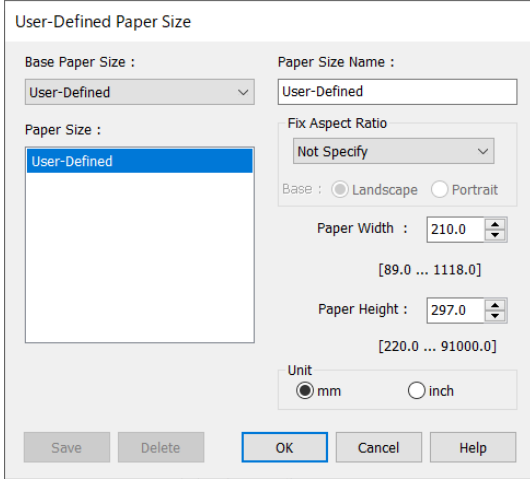 User-Defined Paper Size
Base Paper Size :
User-Defined
Paper Size :
User-Defined
Paper Size Name :
User-Defined
Fix Aspect Ratio
Not Specify
Base : Landscape Portrait
Paper Width : 210.0
[89.0 ... 1118.0]
Paper Height : 297.0
[220.0 ... 91000.0]
Unit
mm inch
Save Delete OK Cancel Help